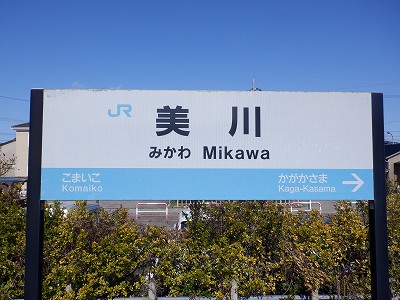 JR
美川
みかわ Mikawa
こまいこ かがかさま
Komaiko Kaga-Kasama →